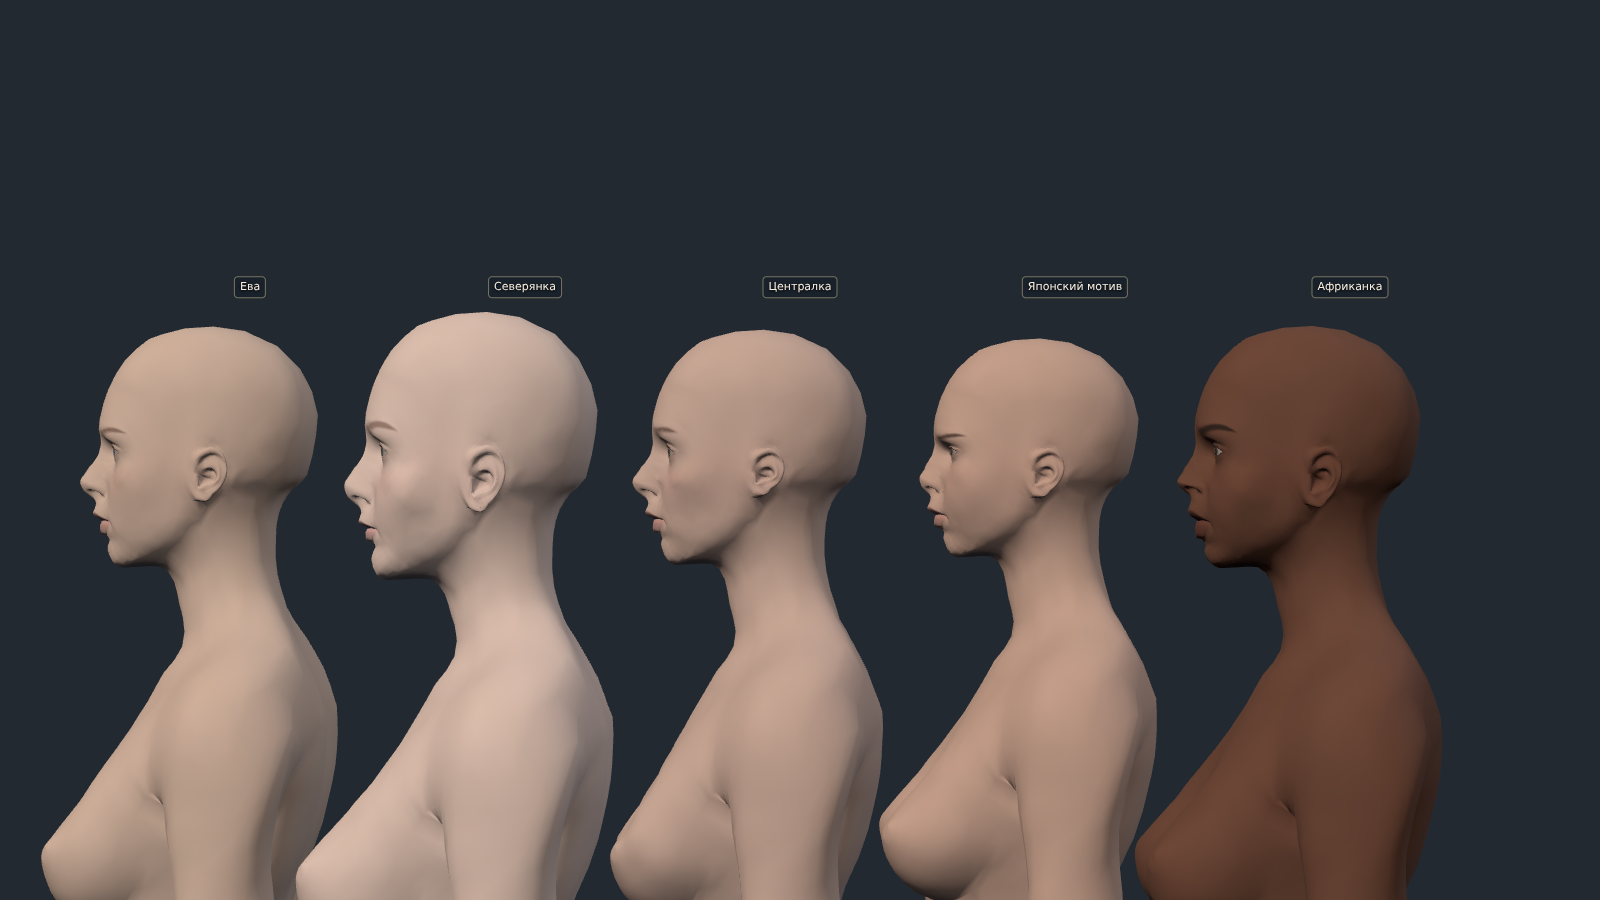 Ева
Северянка
Централка
Японский мотив
Африканка